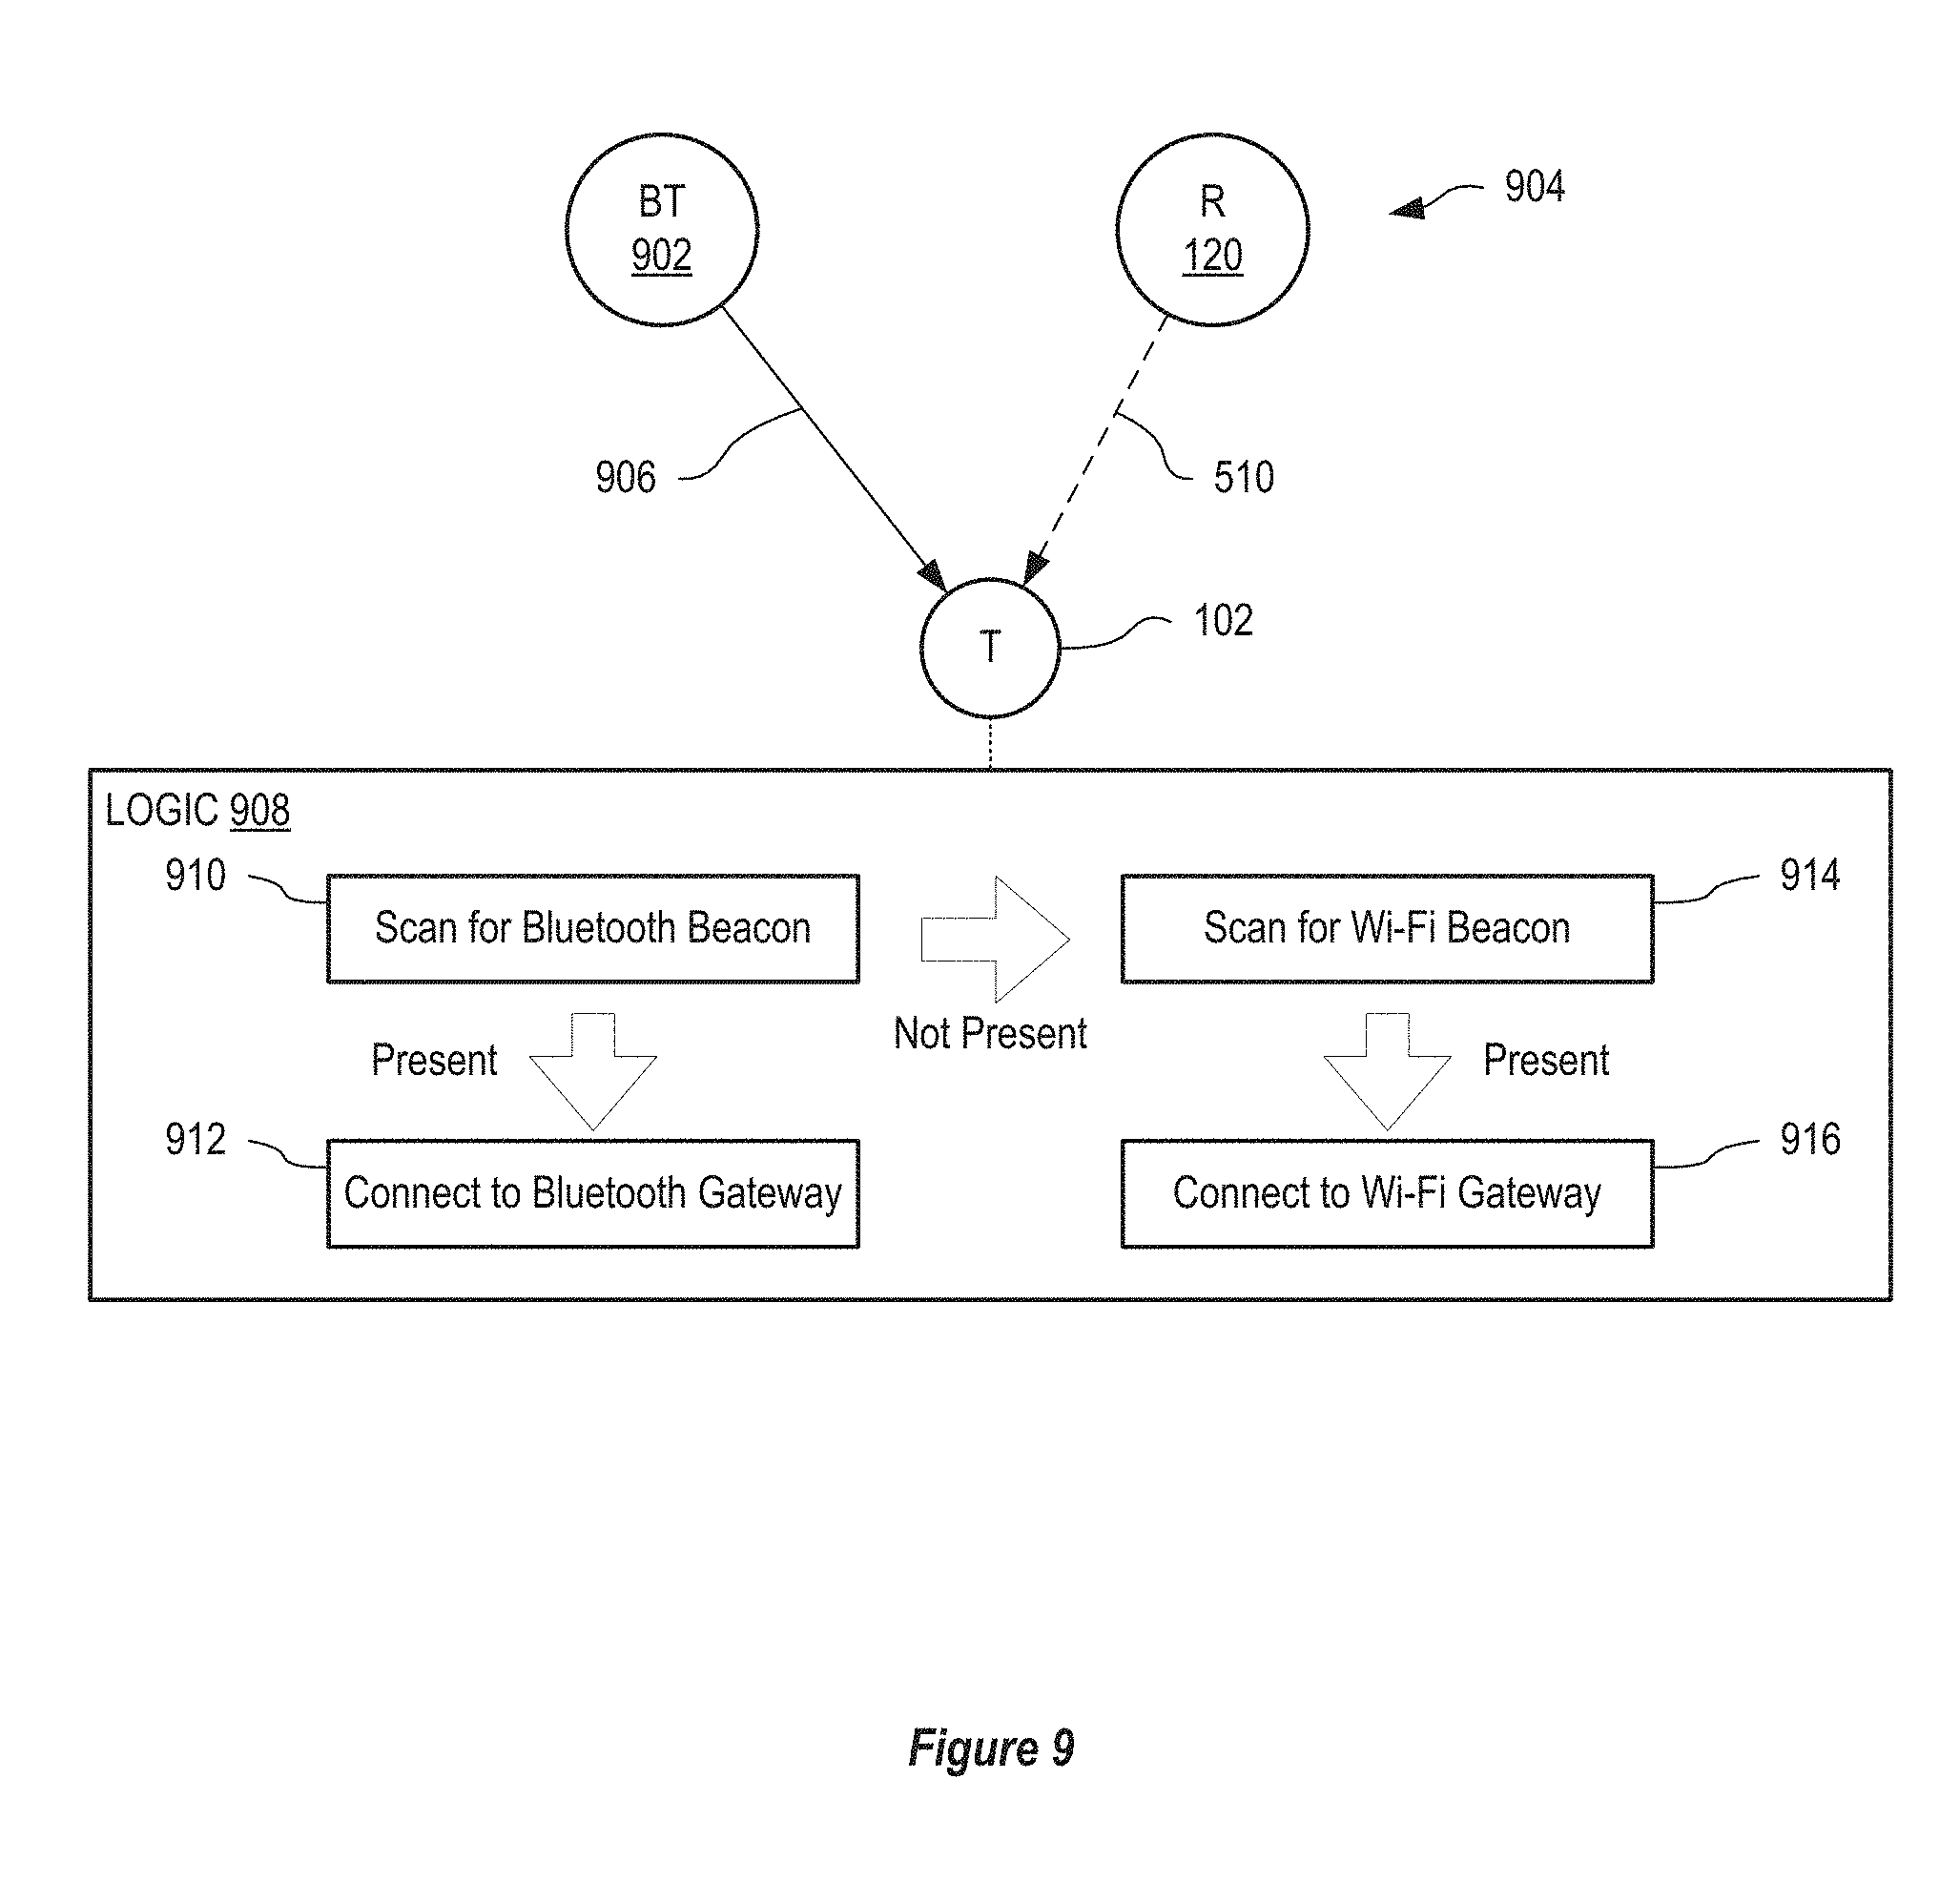 BT
902
R
120
904
906
510
T
102
LOGIC 908
910
Scan for Bluetooth Beacon
Scan for Wi-Fi Beacon
914
Present
Not Present
Present
912
Connect to Bluetooth Gateway
Connect to Wi-Fi Gateway
916
Figure 9